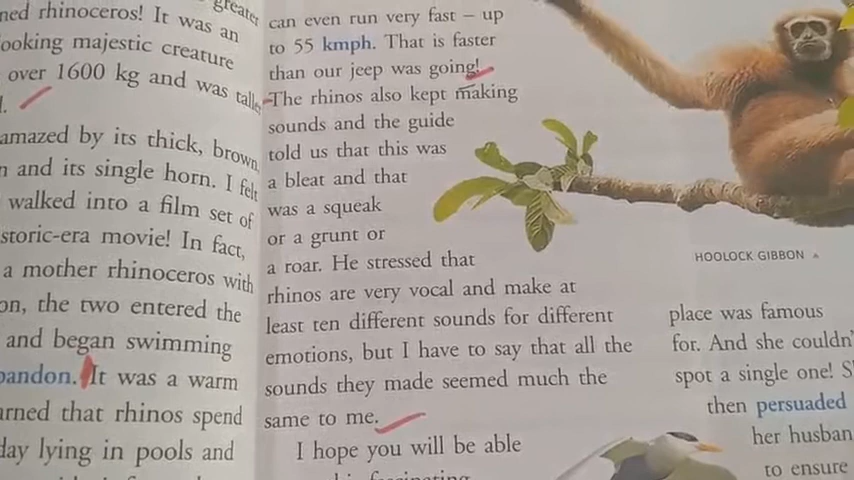 greater
ned rhinoceros! It was an
ooking majestic creature
over 1600 kg and was
amazed by its thick, brown,
and its single horn. I felt
walked into a film set of
storic-era movie! In fact,
a mother rhinoceros with
the two entered the
and began swimming
bandon. It was a warm
arned that rhinos spend
day lying in pools and
can even run very fast – up
to 55 kmph. That is faster
than our jeep was going!
The rhinos also kept making
sounds and the guide
told us that this was
a bleat and that
was a squeak
or a grunt or
a roar. He stressed that
rhinos are very vocal and make at
least ten different sounds for different
emotions, but I have to say that all the
sounds they made seemed much the
same to me.
I hope you will be able
HOOLOCK GIBBON
place was famous
for. And she couldn'
spot a single one! S
then persuaded
her husban
to ensure